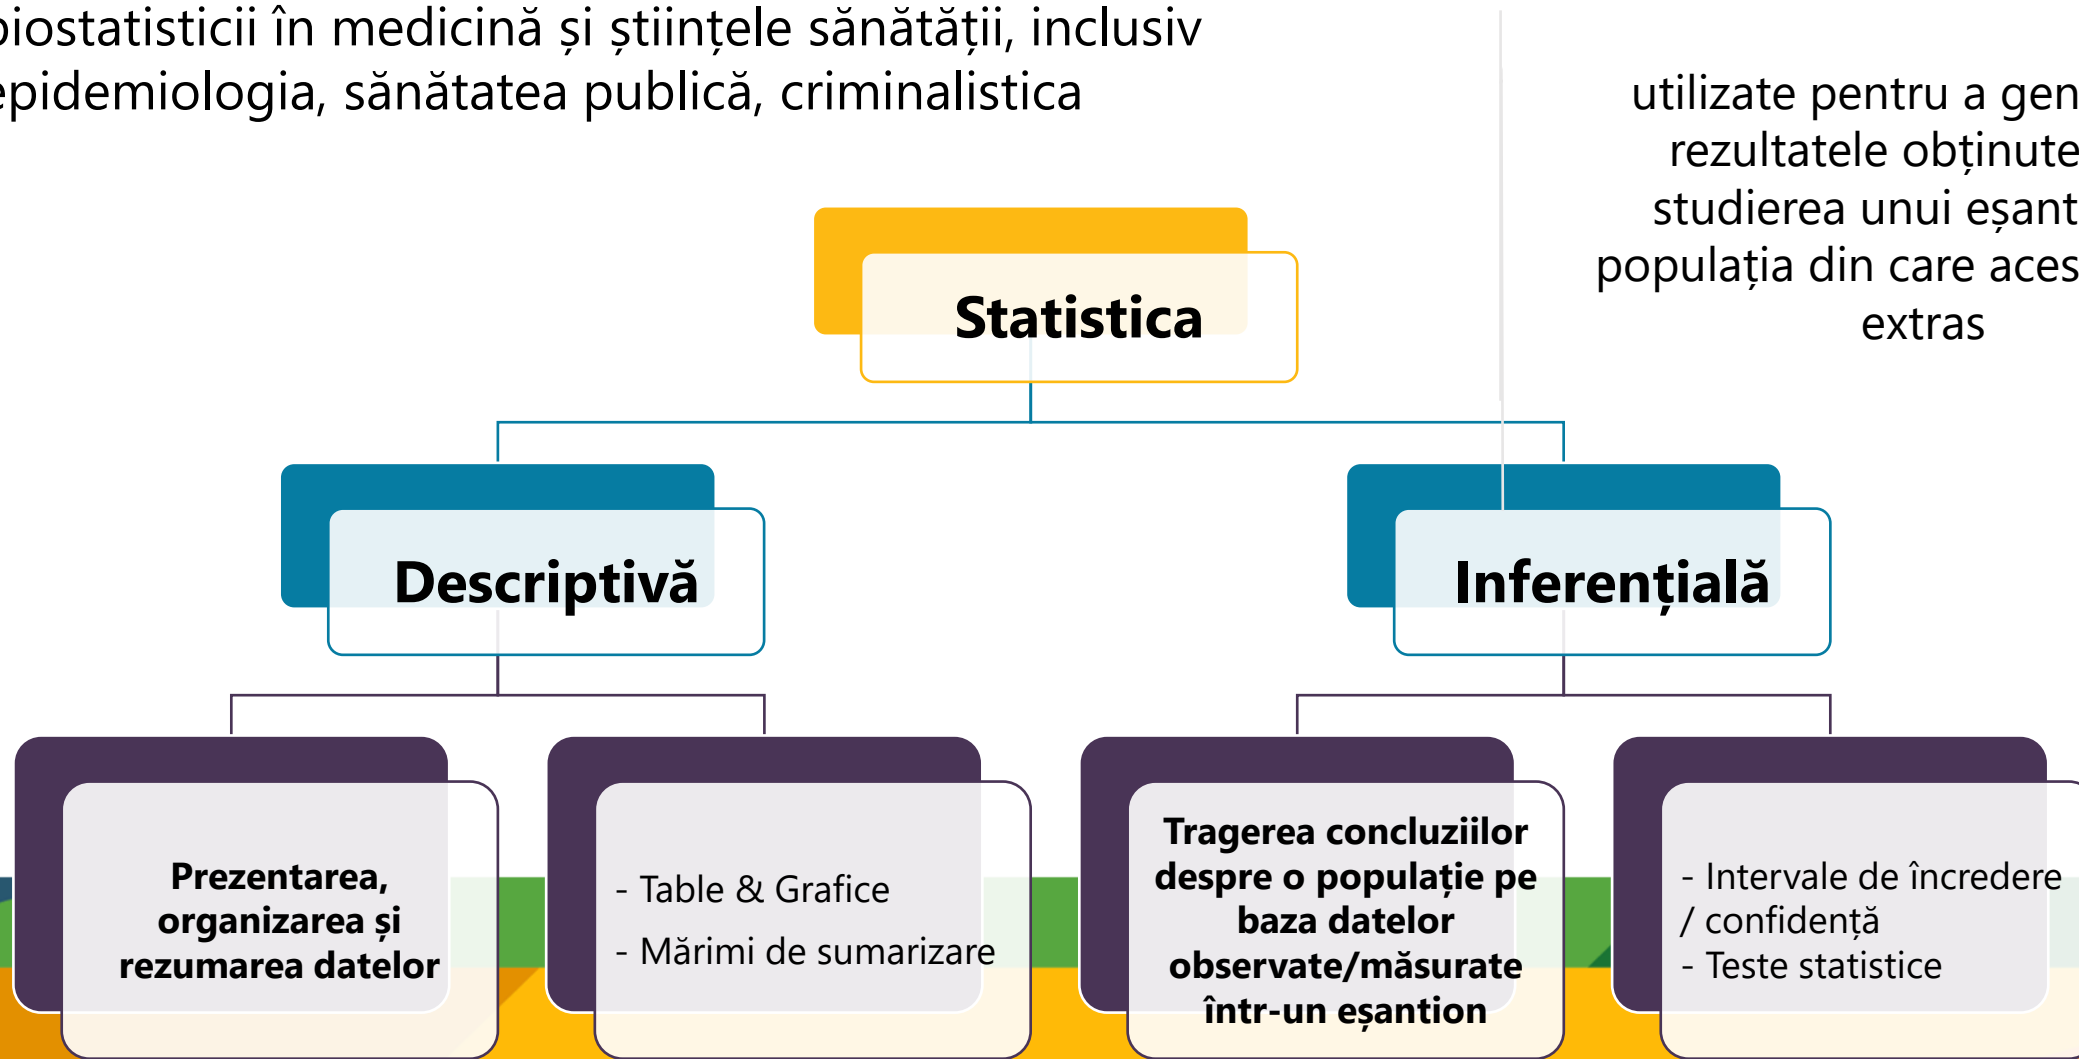 biostatisticii în medicină și științele sănătății, inclusiv
epidemiologia, sănătatea publică, criminalistica
utilizate pentru a gen
rezultatele obținute
studierea unui eșant
populația din care aces
extras
Statistica
Descriptivă
Inferențială
Prezentarea,
organizarea și
rezumarea datelor
- Table & Grafice
- Mărimi de sumarizare
Tragerea concluziilor
despre o populație pe
baza datelor
observate/măsurate
într-un eșantion
- Intervale de încredere
/ confidență
- Teste statistice